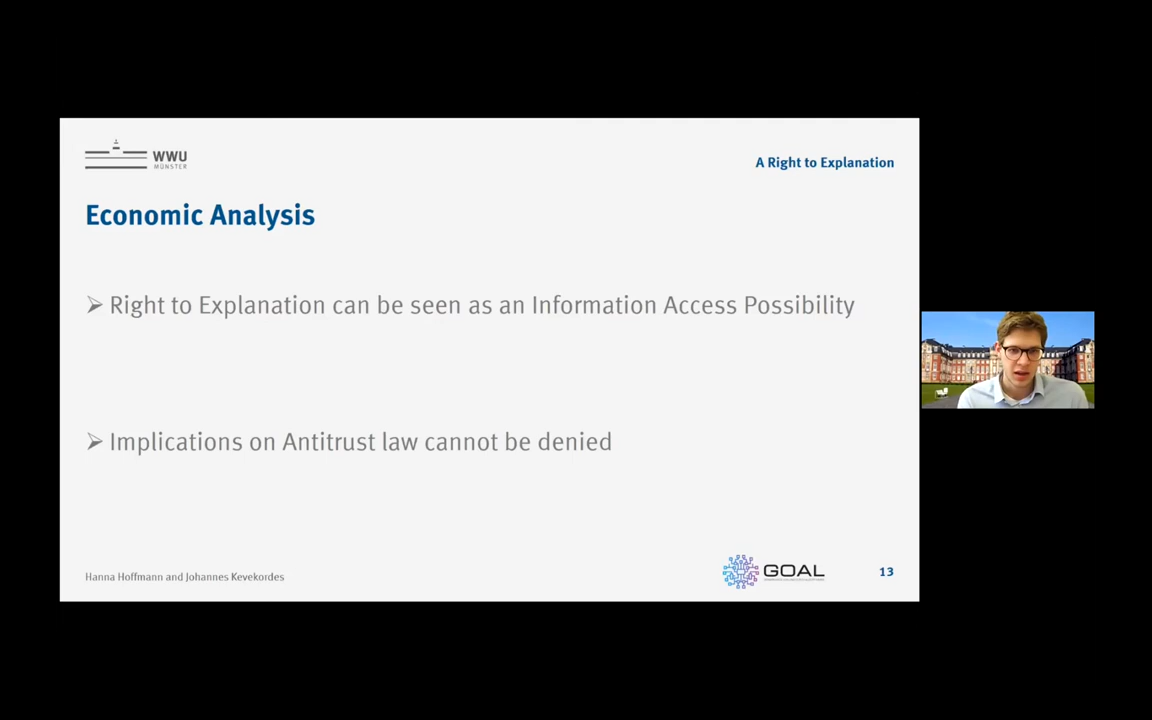 WWU
MÜNSTER
A Right to Explanation
Economic Analysis
➢ Right to Explanation can be seen as an Information Access Possibility
➢ Implications on Antitrust law cannot be denied
Hanna Hoffmann and Johannes Kevekordes
GOAL
13